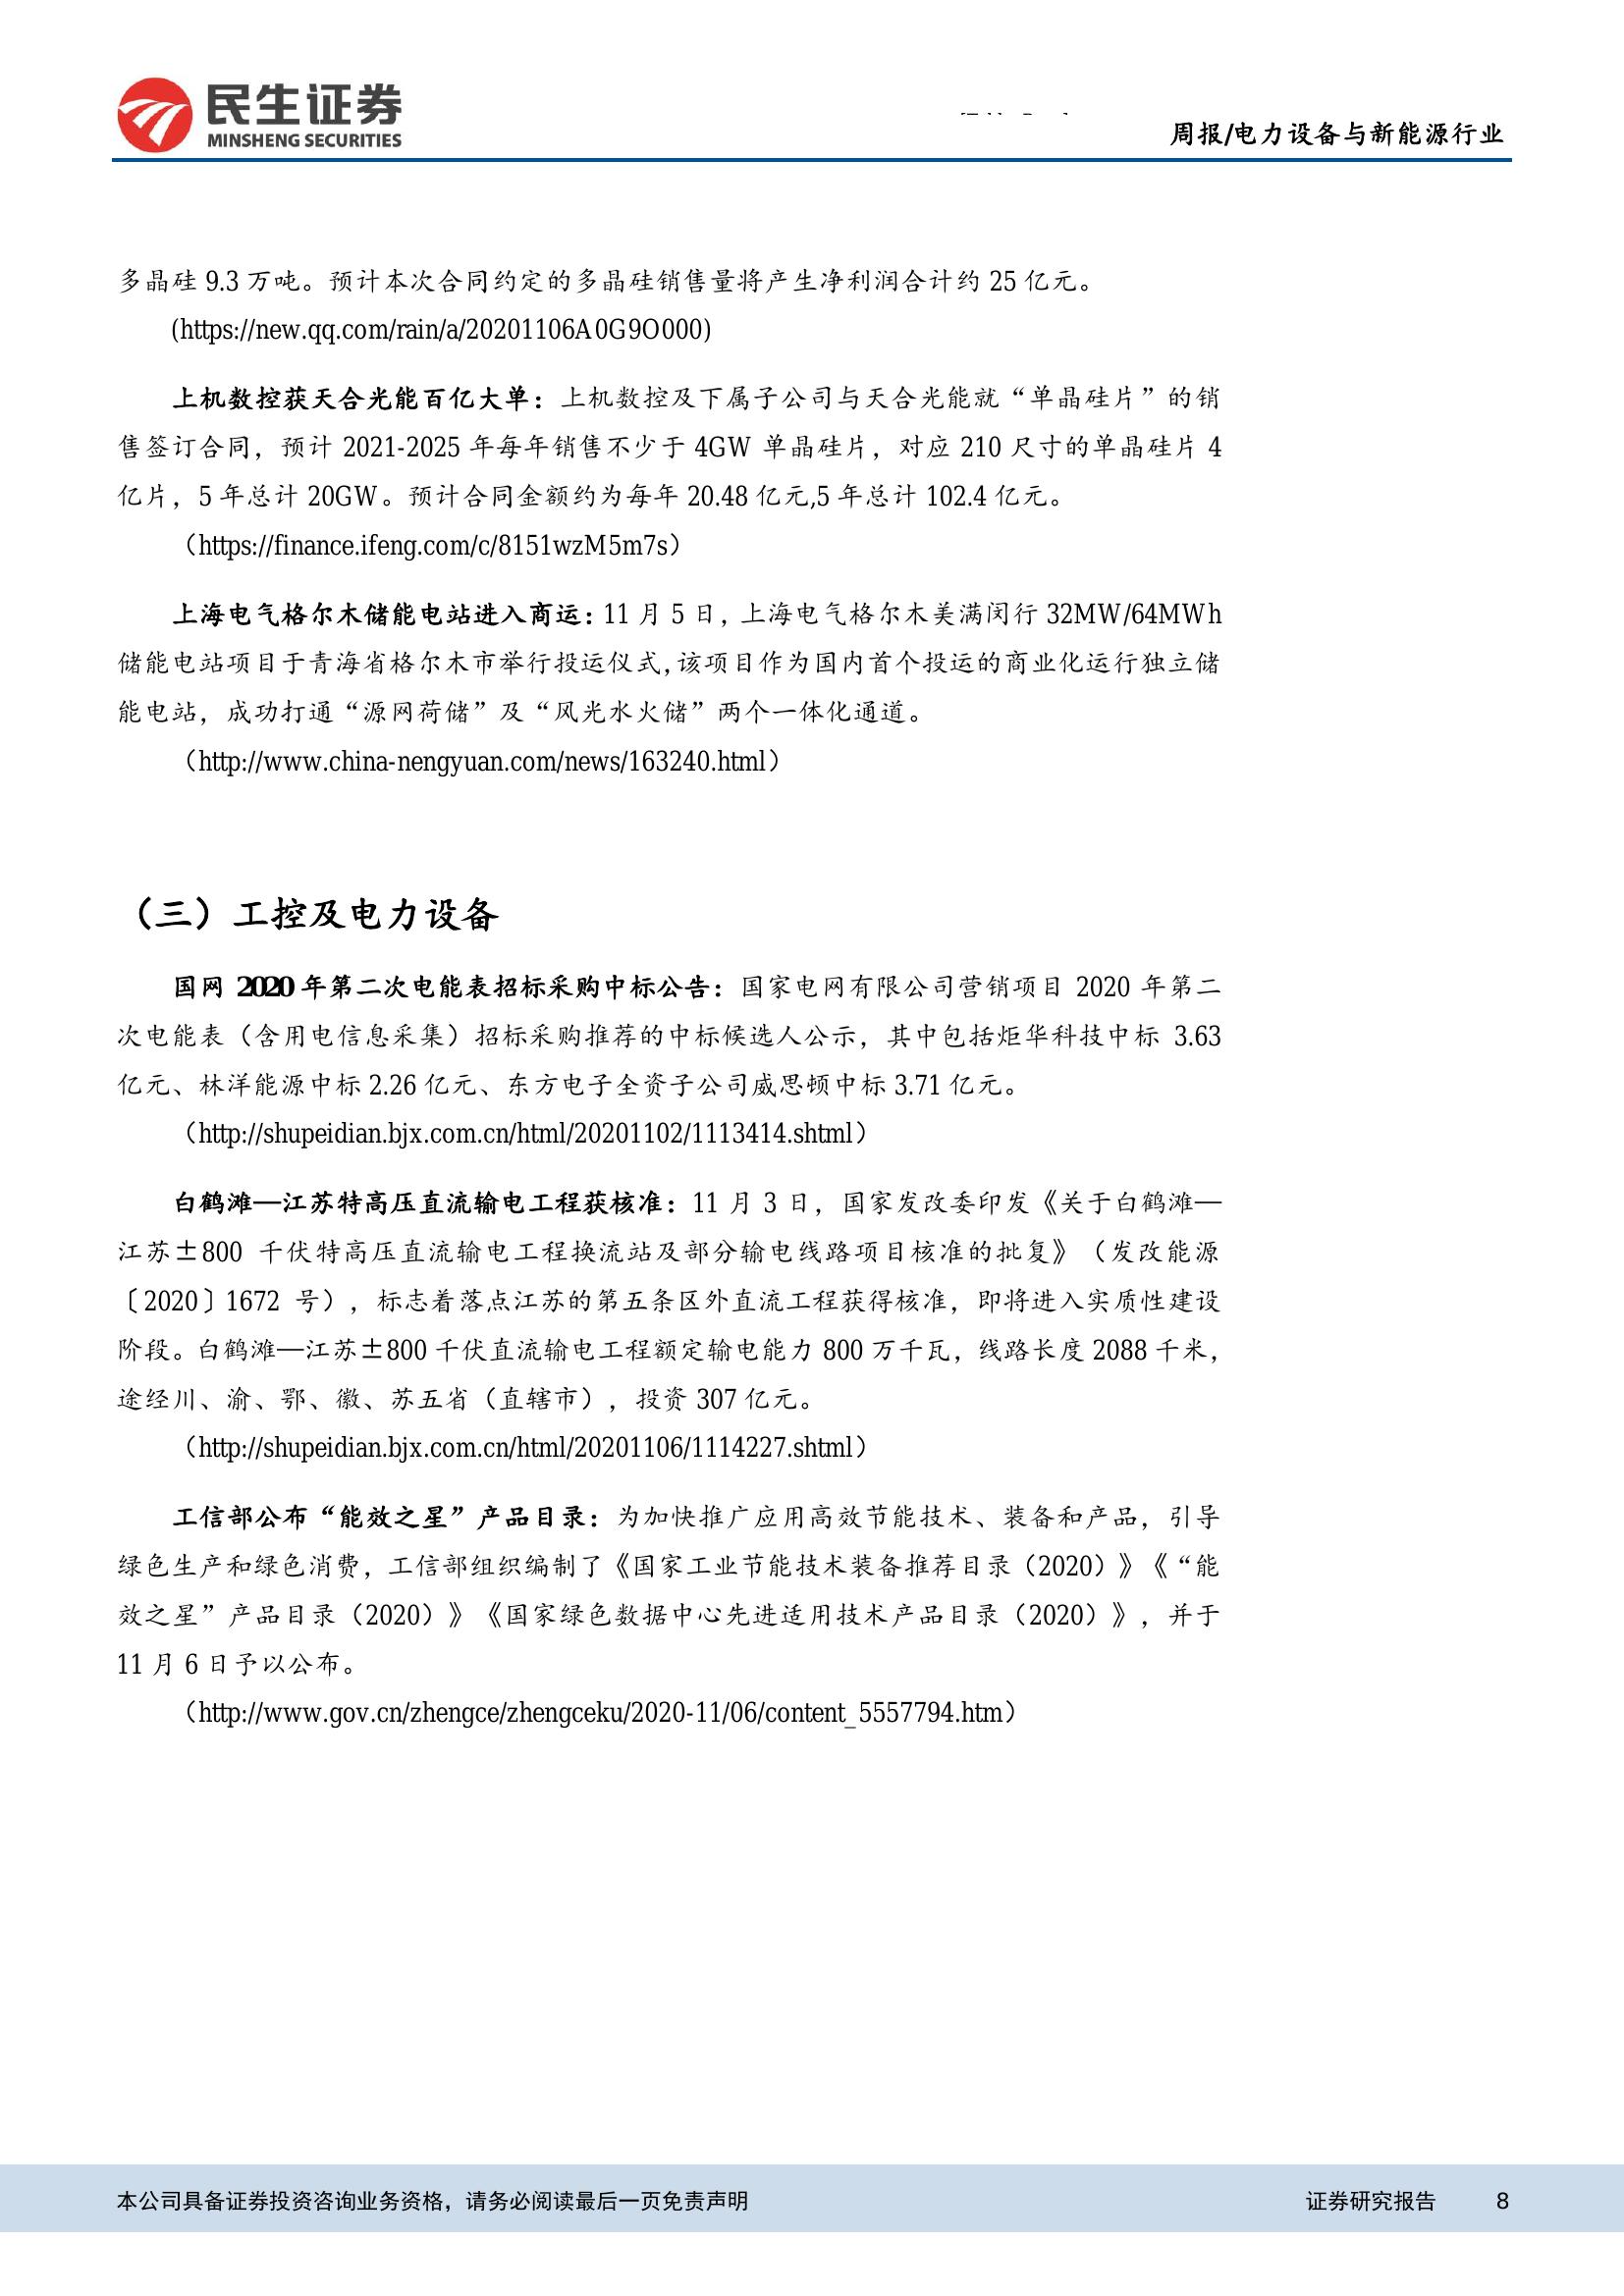 民生证券
MINSHENG SECURITIES
周报/电力设备与新能源行业
多晶硅 9.3 万吨。预计本次合同约定的多晶硅销售量将产生净利润合计约 25 亿元。
(https://new.qq.com/rain/a/20201106A0G9O000)
上机数控获天合光能百亿大单：上机数控及下属子公司与天合光能就“单晶硅片”的销
售签订合同，预计 2021-2025 年每年销售不少于 4GW 单晶硅片，对应 210 尺寸的单晶硅片 4
亿片，5 年总计 20GW。预计合同金额约为每年 20.48 亿元,5 年总计 102.4 亿元。
（https://finance.ifeng.com/c/8151wzM5m7s）
上海电气格尔木储能电站进入商运：11 月 5 日，上海电气格尔木美满闵行 32MW/64MWh
储能电站项目于青海省格尔木市举行投运仪式,该项目作为国内首个投运的商业化运行独立储
能电站，成功打通“源网荷储”及“风光水火储”两个一体化通道。
（http://www.china-nengyuan.com/news/163240.html）
（三）工控及电力设备
国网 2020 年第二次电能表招标采购中标公告：国家电网有限公司营销项目 2020 年第二
次电能表（含用电信息采集）招标采购推荐的中标候选人公示，其中包括炬华科技中标 3.63
亿元、林洋能源中标 2.26 亿元、东方电子全资子公司威思顿中标 3.71 亿元。
（http://shupeidian.bjx.com.cn/html/20201102/1113414.shtml）
白鹤滩—江苏特高压直流输电工程获核准：11 月 3 日，国家发改委印发《关于白鹤滩—
江苏±800 千伏特高压直流输电工程换流站及部分输电线路项目核准的批复》（发改能源
〔2020〕1672 号），标志着落点江苏的第五条区外直流工程获得核准，即将进入实质性建设
阶段。白鹤滩—江苏±800 千伏直流输电工程额定输电能力 800 万千瓦，线路长度 2088 千米，
途经川、渝、鄂、徽、苏五省（直辖市），投资 307 亿元。
（http://shupeidian.bjx.com.cn/html/20201106/1114227.shtml）
工信部公布“能效之星”产品目录：为加快推广应用高效节能技术、装备和产品，引导
绿色生产和绿色消费，工信部组织编制了《国家工业节能技术装备推荐目录（2020）》《“能
效之星”产品目录（2020）》《国家绿色数据中心先进适用技术产品目录（2020）》，并于
11 月 6 日予以公布。
（http://www.gov.cn/zhengce/zhengceku/2020-11/06/content_5557794.htm）
本公司具备证券投资咨询业务资格，请务必阅读最后一页免责声明
证券研究报告 8